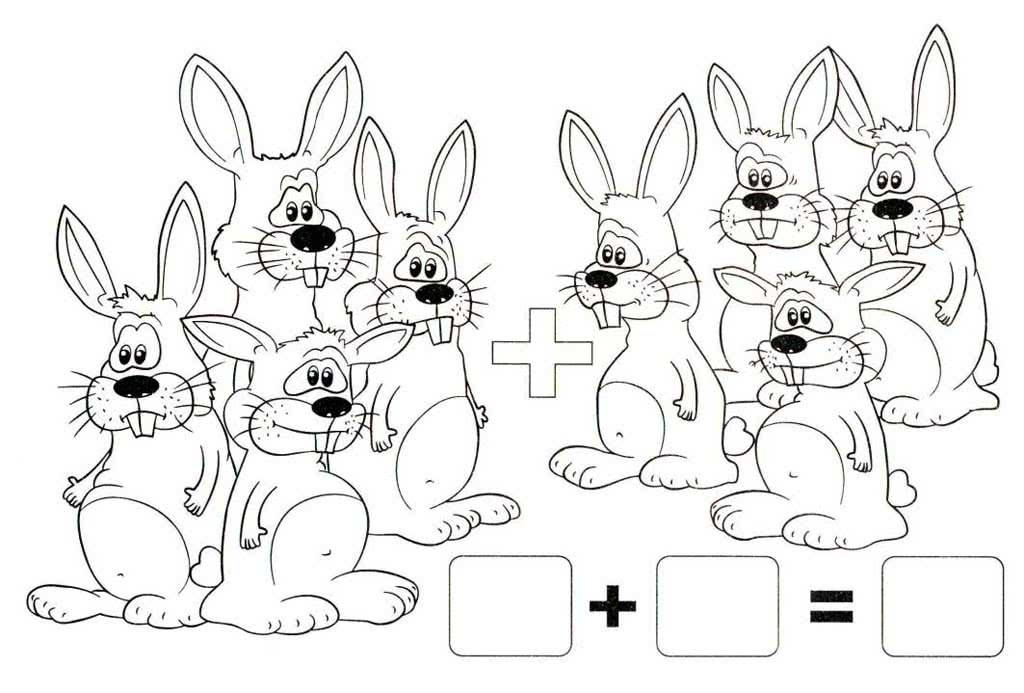 +
+ =